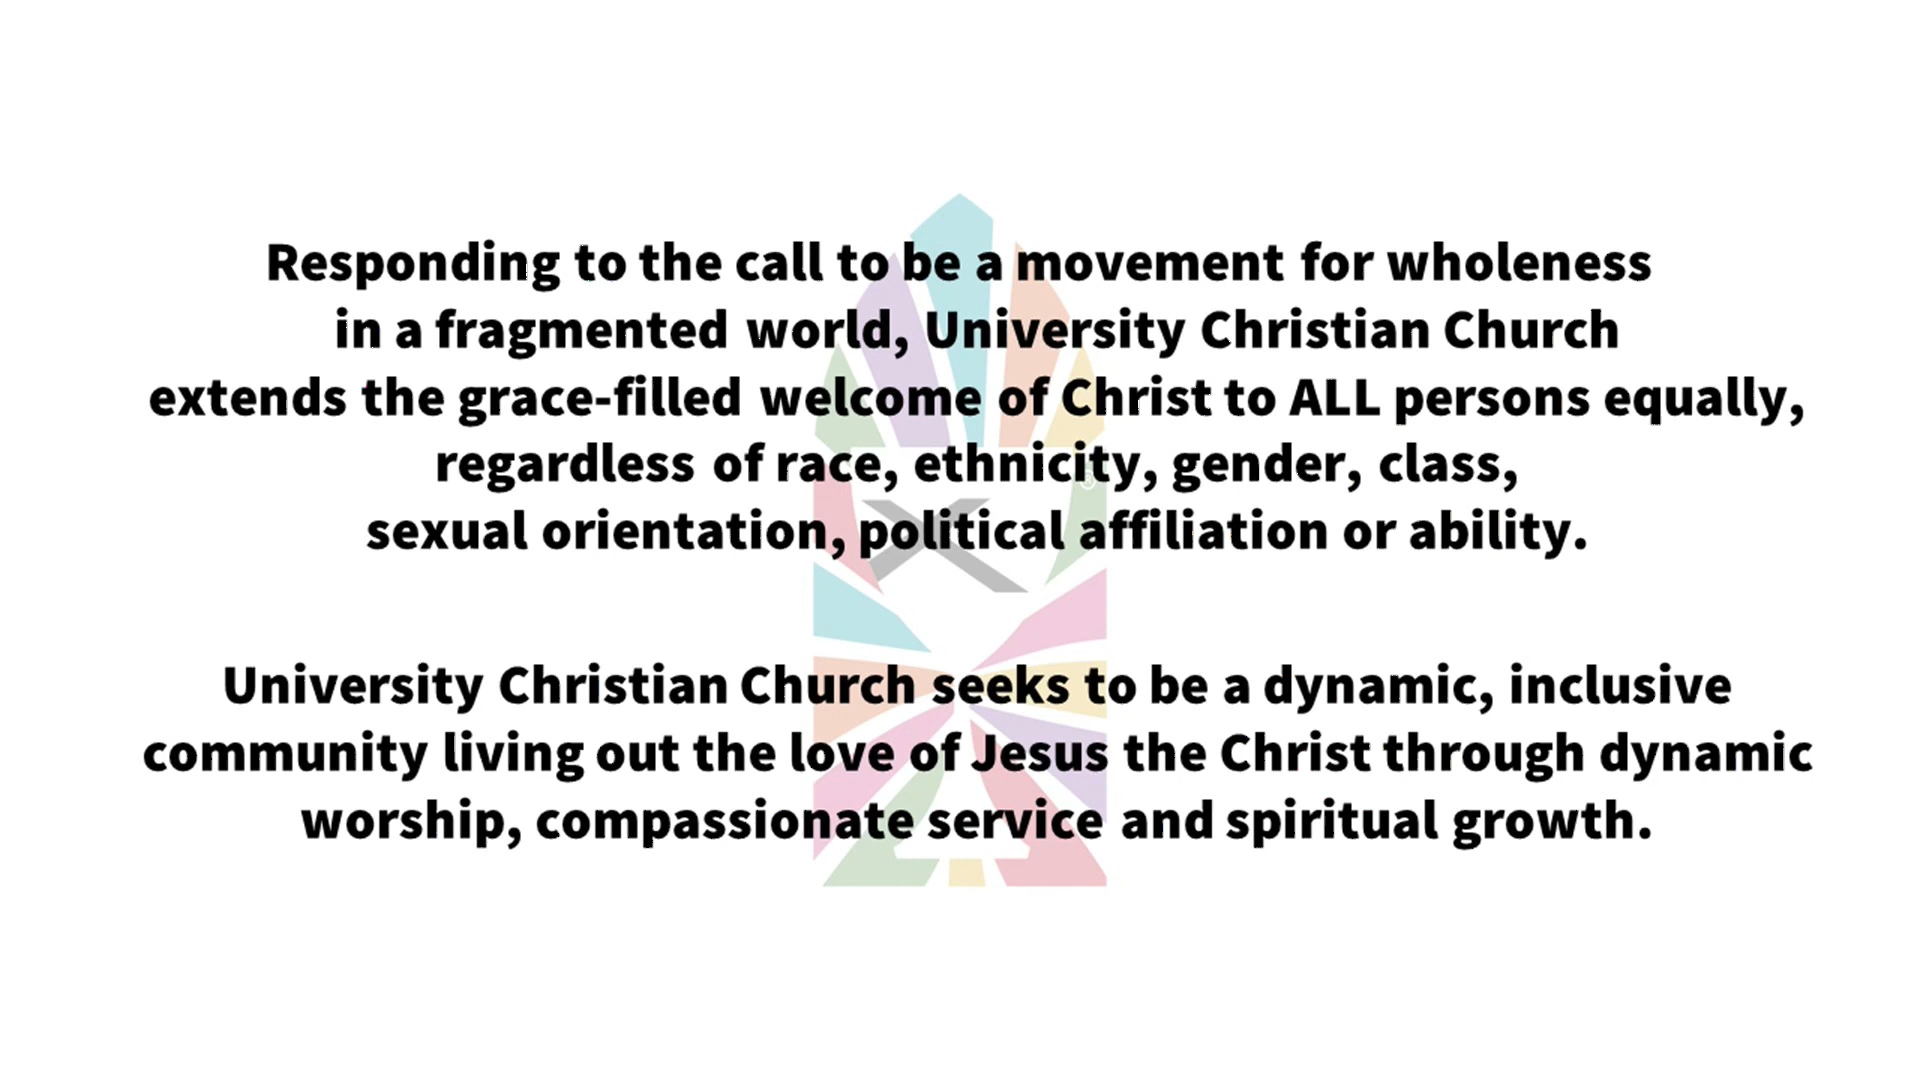 Responding to the call to be a movement for wholeness
in a fragmented world, University Christian Church
extends the grace-filled welcome of Christ to ALL persons equally,
regardless of race, ethnicity, gender, class,
sexual orientation, political affiliation or ability.
University Christian Church seeks to be a dynamic, inclusive
community living out the love of Jesus the Christ through dynamic
worship, compassionate service and spiritual growth.